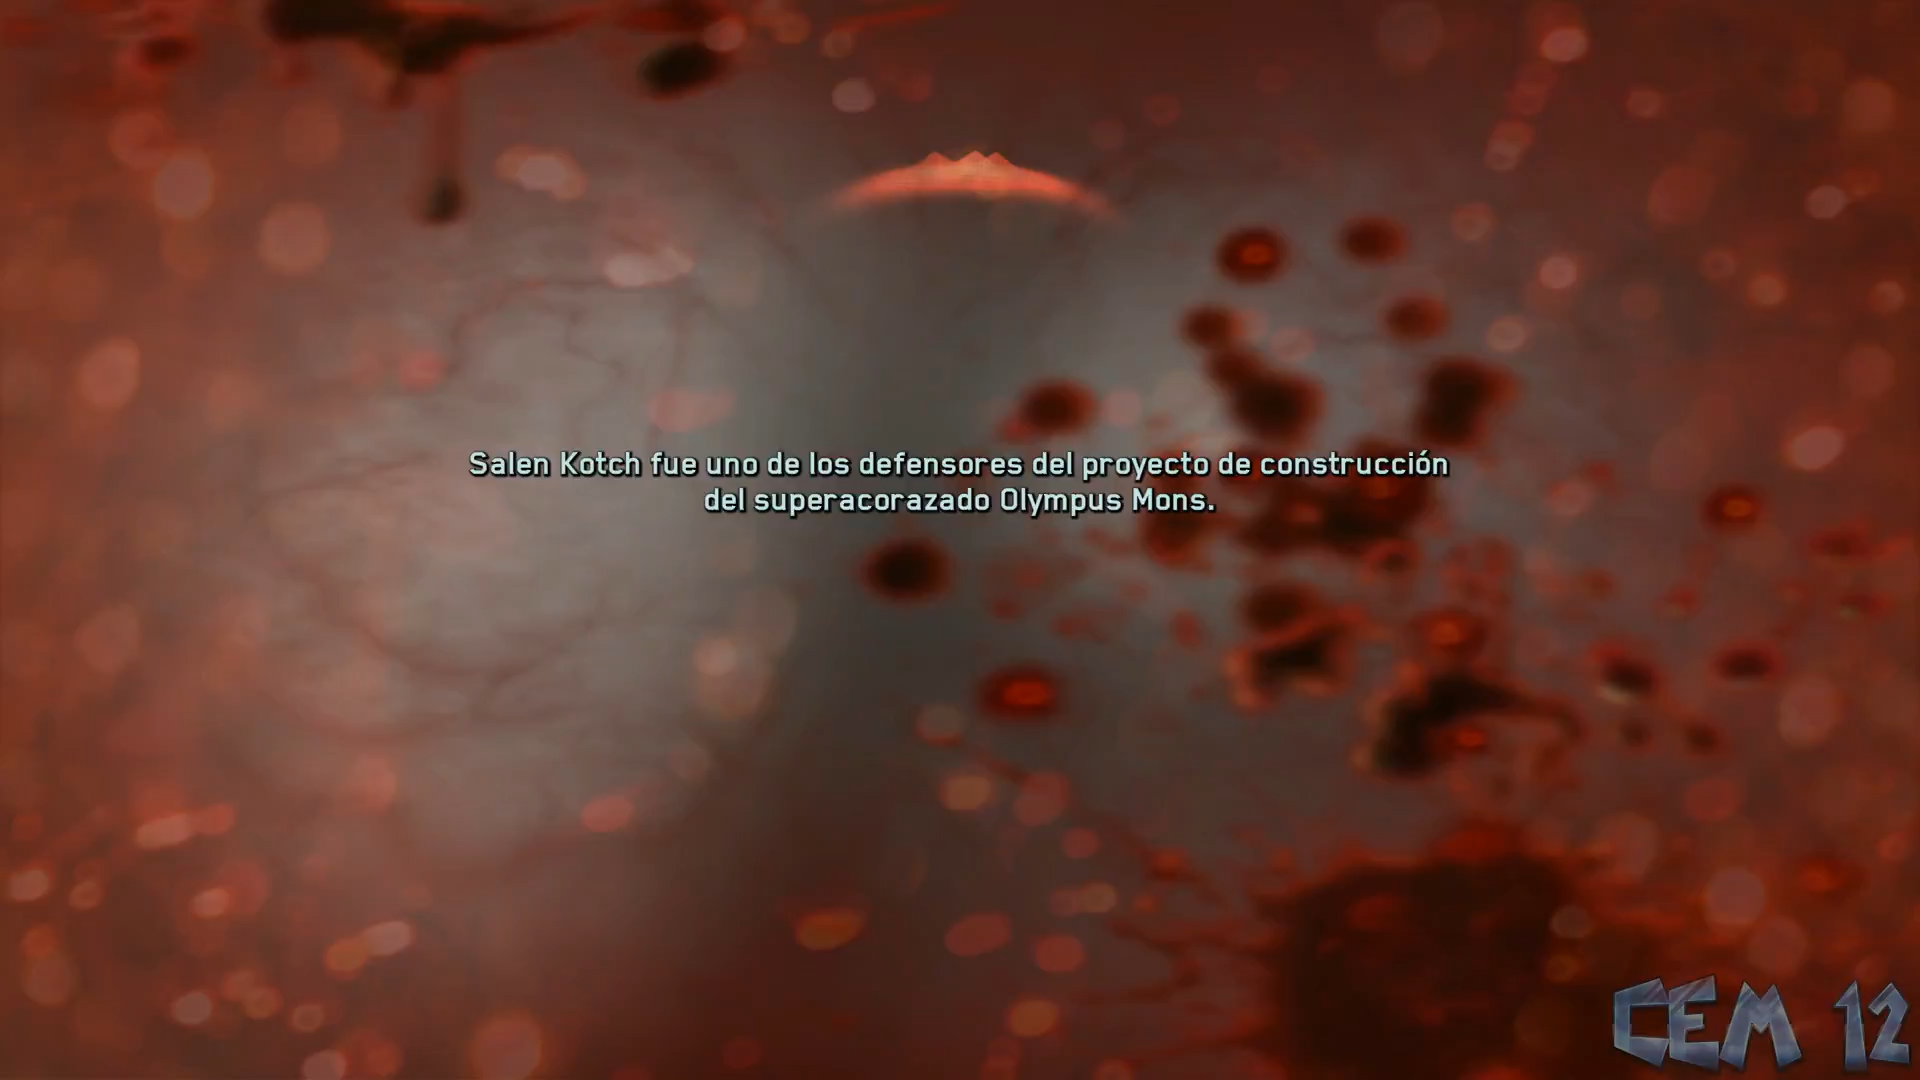 Salen Kotch fue uno de los defensores del proyecto de construcción
del superacorazado Olympus Mons.
CEM 12